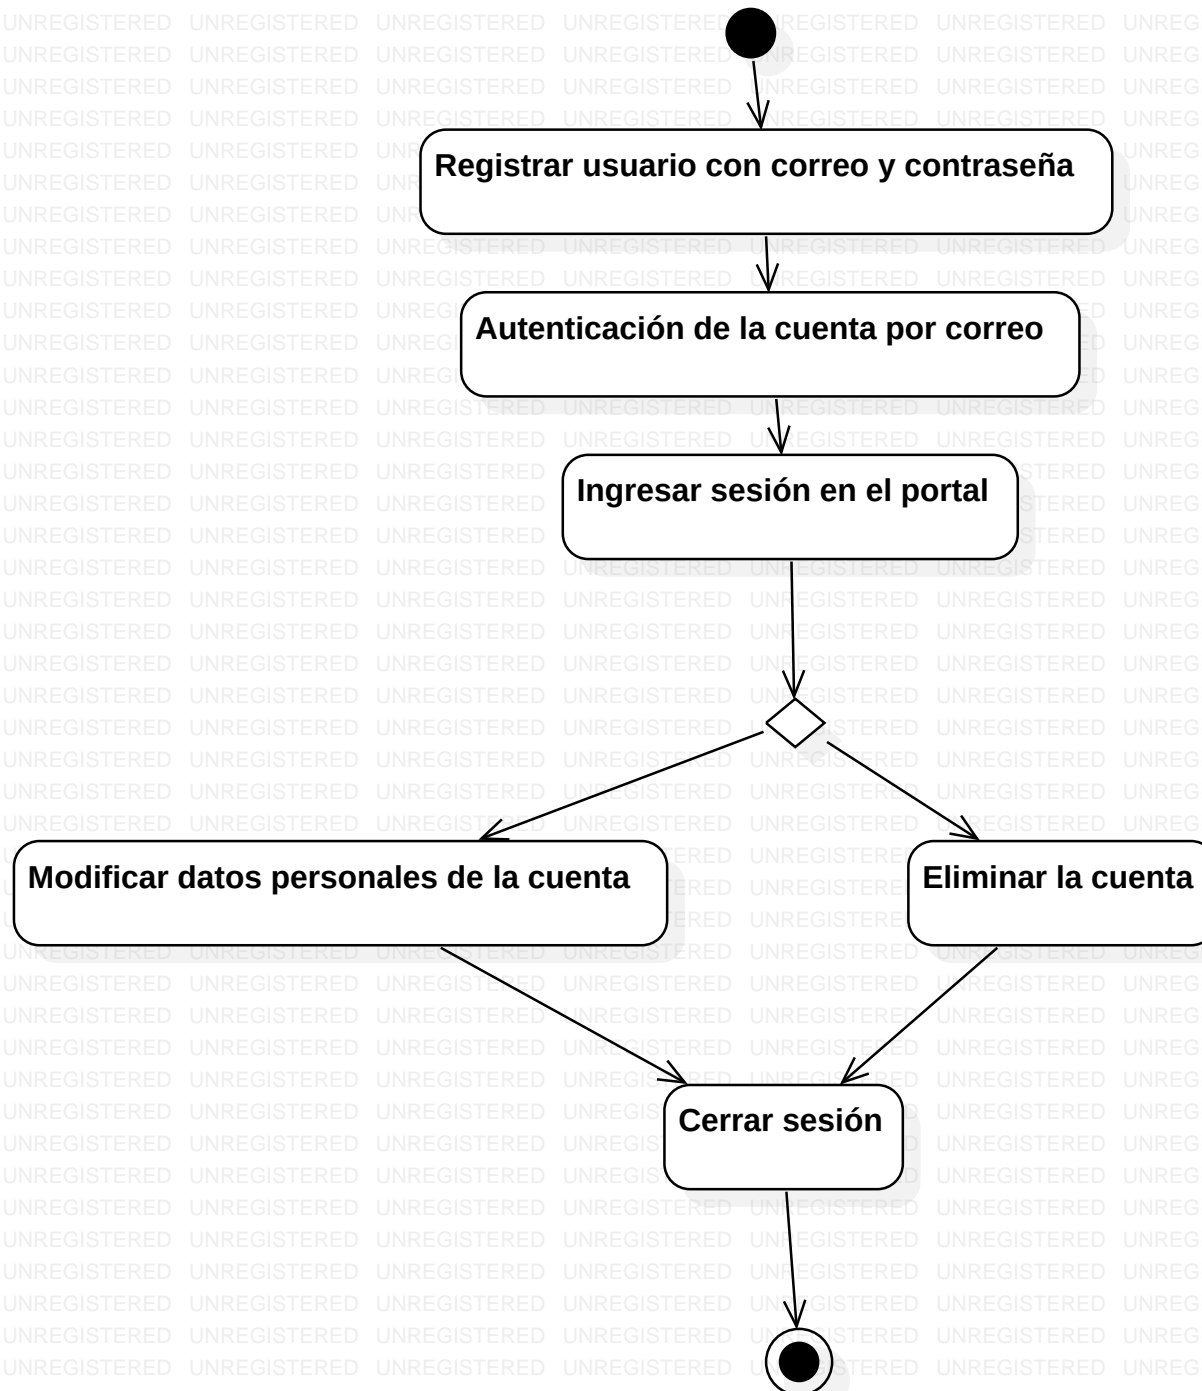 Registrar usuario con correo y contraseña
Autenticación de la cuenta por correo
Ingresar sesión en el portal
Modificar datos personales de la cuenta
Eliminar la cuenta
Cerrar sesión